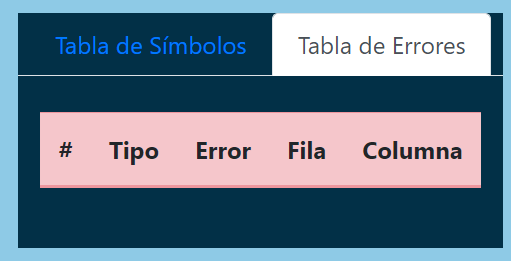 Tabla de Símbolos Tabla de Errores
# Tipo Error Fila Columna